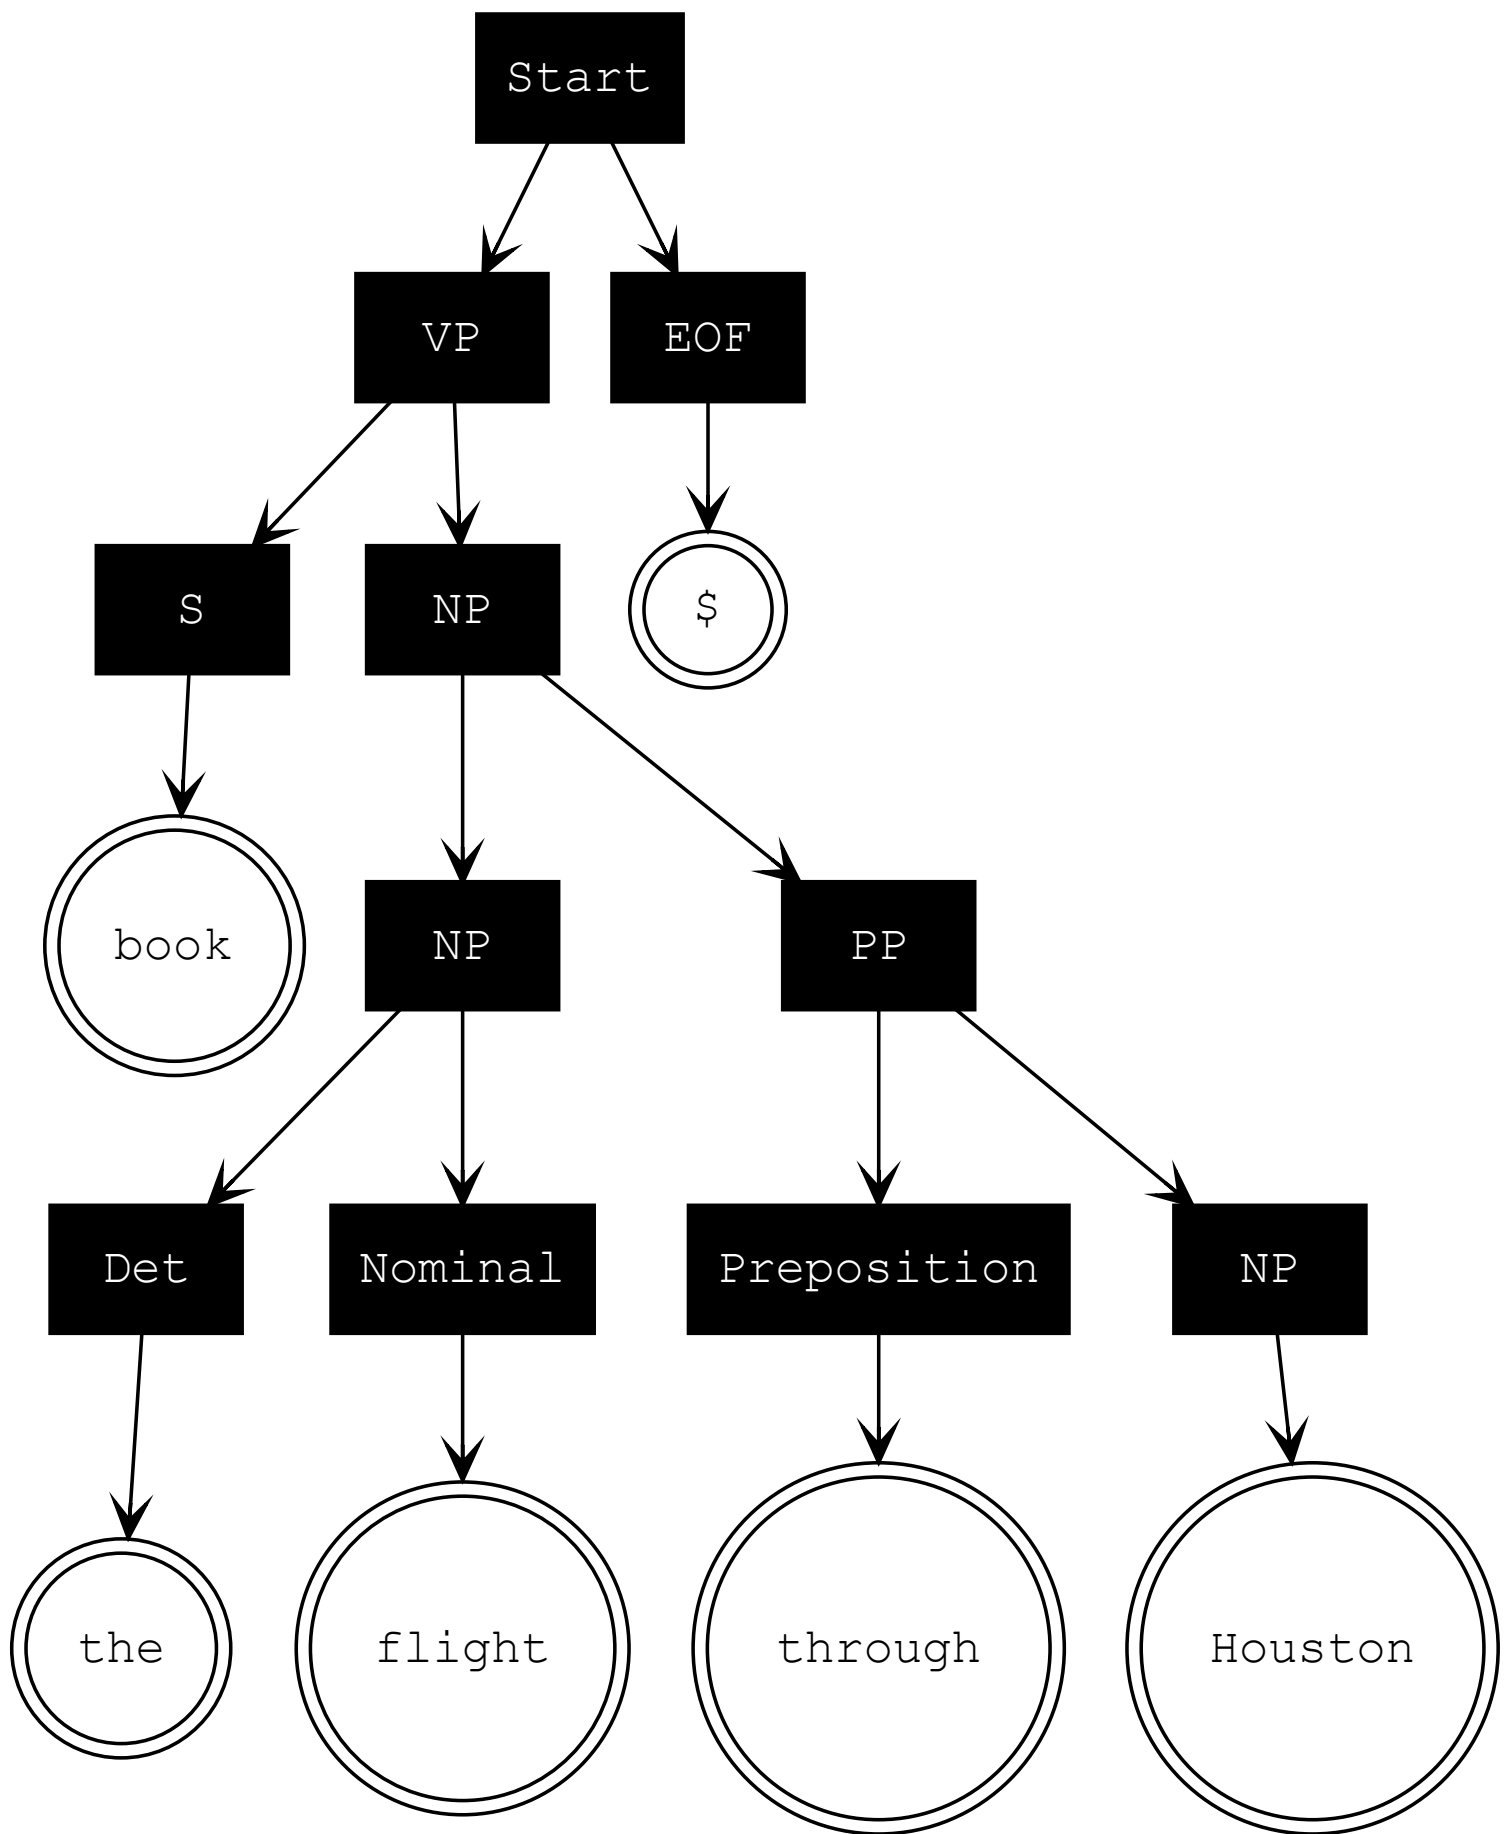 Start
VP EOF
S NP $
book NP PP
Det Nominal Preposition NP
the flight through Houston